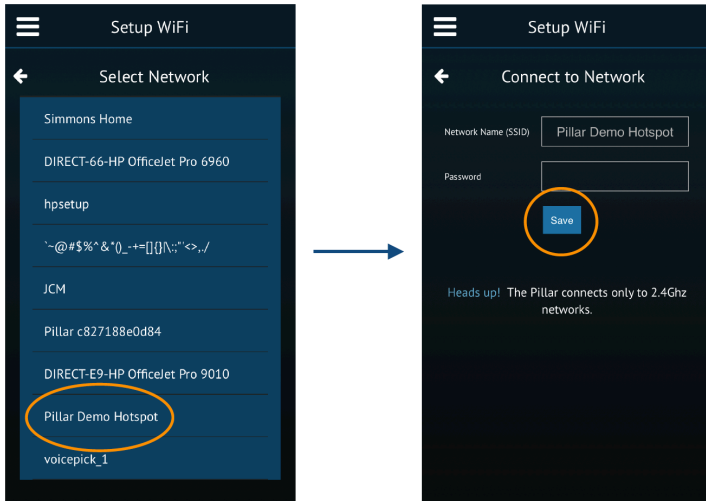 Setup WiFi
Select Network
Simmons Home
DIRECT-66-HP OfficeJet Pro 6960
hpsetup
`~@#$%^&*()_-+=[]{}|\:;"'<>,./
JCM
Pillar c827188e0d84
DIRECT-E9-HP OfficeJet Pro 9010
Pillar Demo Hotspot
voicepick_1
Setup WiFi
Connect to Network
Network Name (SSID) Pillar Demo Hotspot
Password
Save
Heads up! The Pillar connects only to 2.4Ghz
networks.